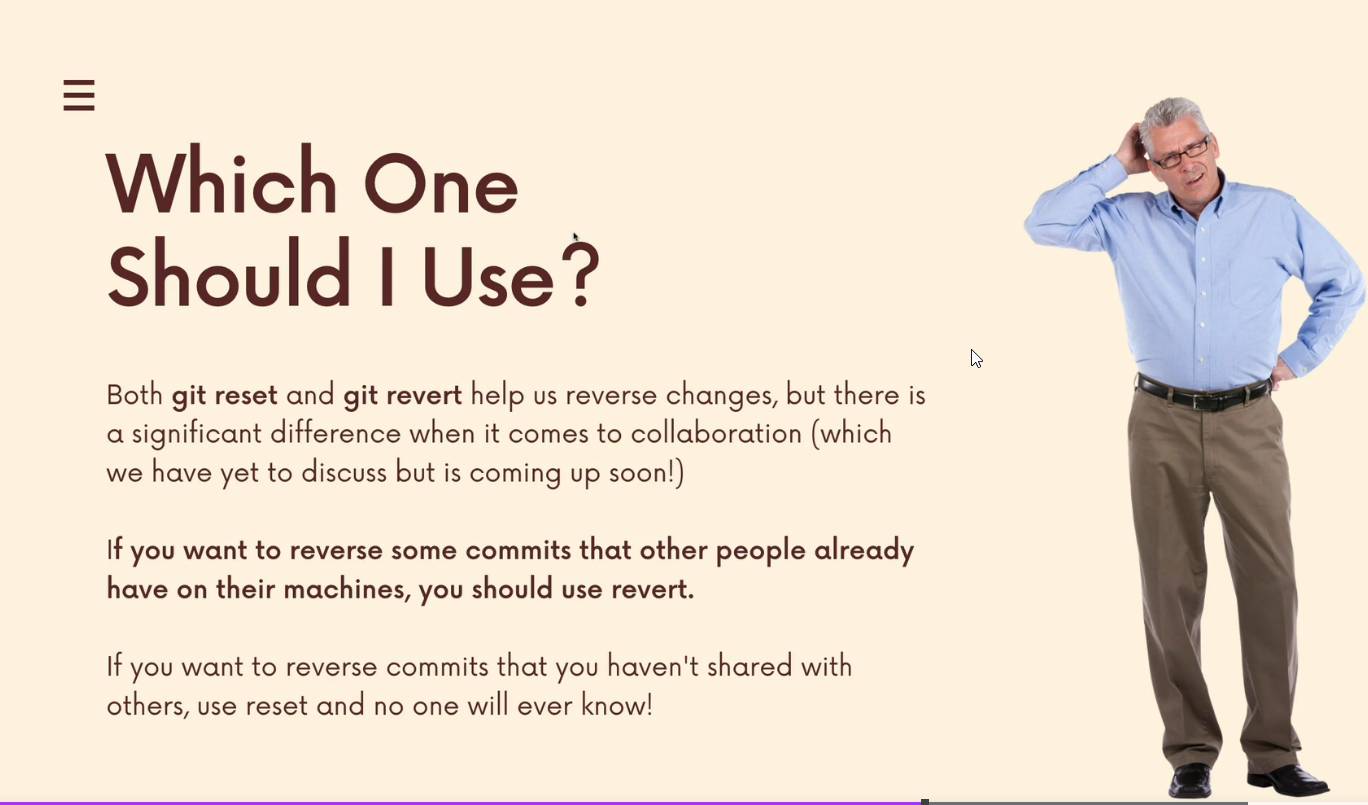 Which One
Should I Use?
Both git reset and git revert help us reverse changes, but there is
a significant difference when it comes to collaboration (which
we have yet to discuss but is coming up soon!)
If you want to reverse some commits that other people already
have on their machines, you should use revert.
If you want to reverse commits that you haven't shared with
others, use reset and no one will ever know!